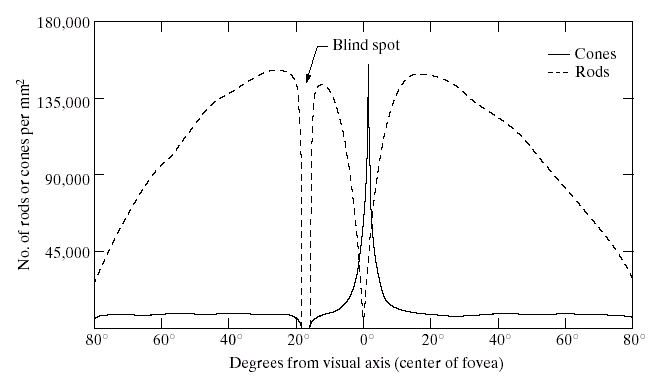 180,000
135,000
90,000
45,000
No. of rods or cones per mm²
Blind spot
Cones
Rods
80° 60° 40° 20° 0° 20° 40° 60° 80°
Degrees from visual axis (center of fovea)